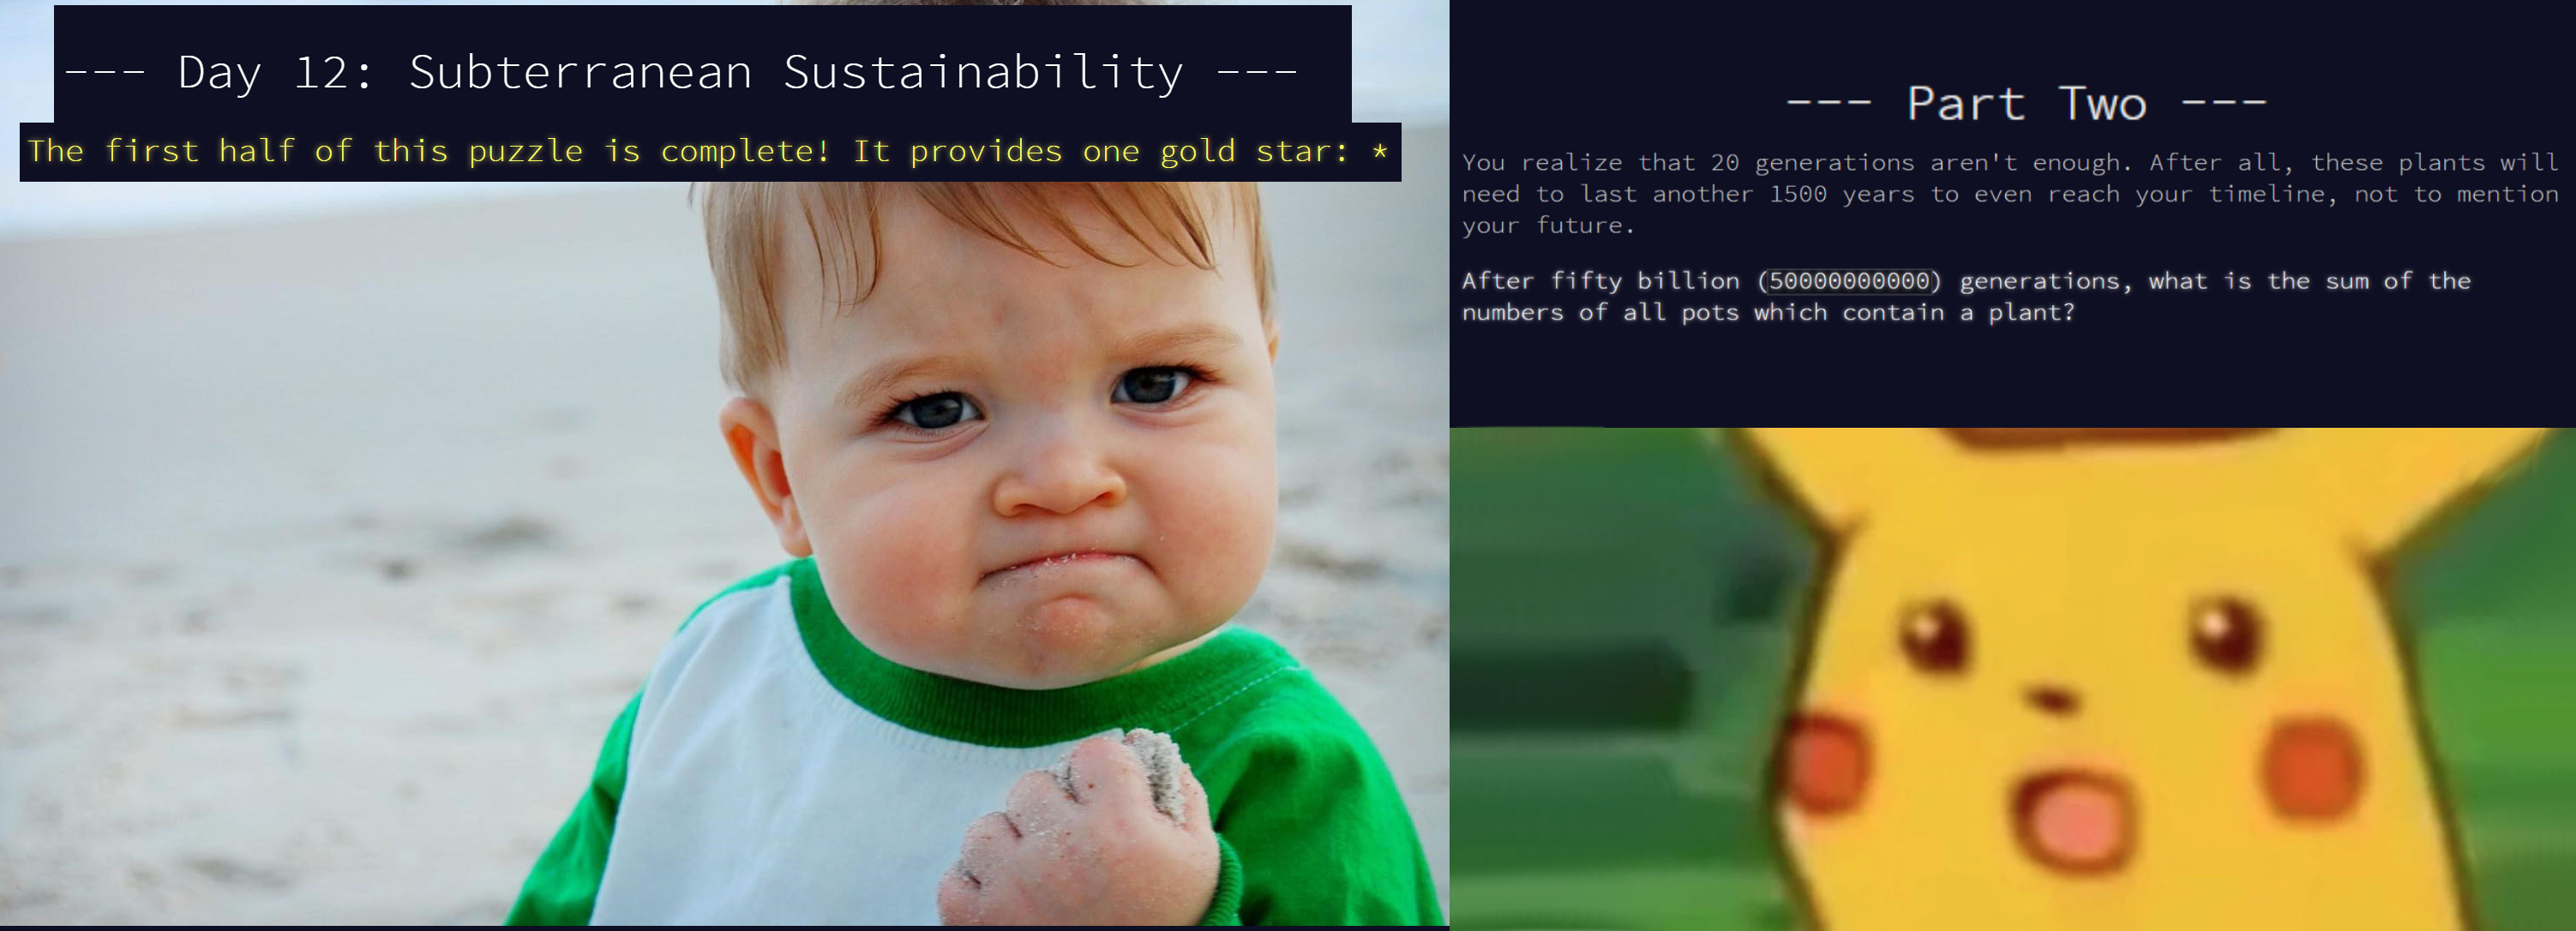 --- Day 12: Subterranean Sustainability ---
The first half of this puzzle is complete! It provides one gold star: *
--- Part Two ---
You realize that 20 generations aren't enough. After all, these plants will
need to last another 1500 years to even reach your timeline, not to mention
your future.
After fifty billion (50000000000) generations, what is the sum of the
numbers of all pots which contain a plant?